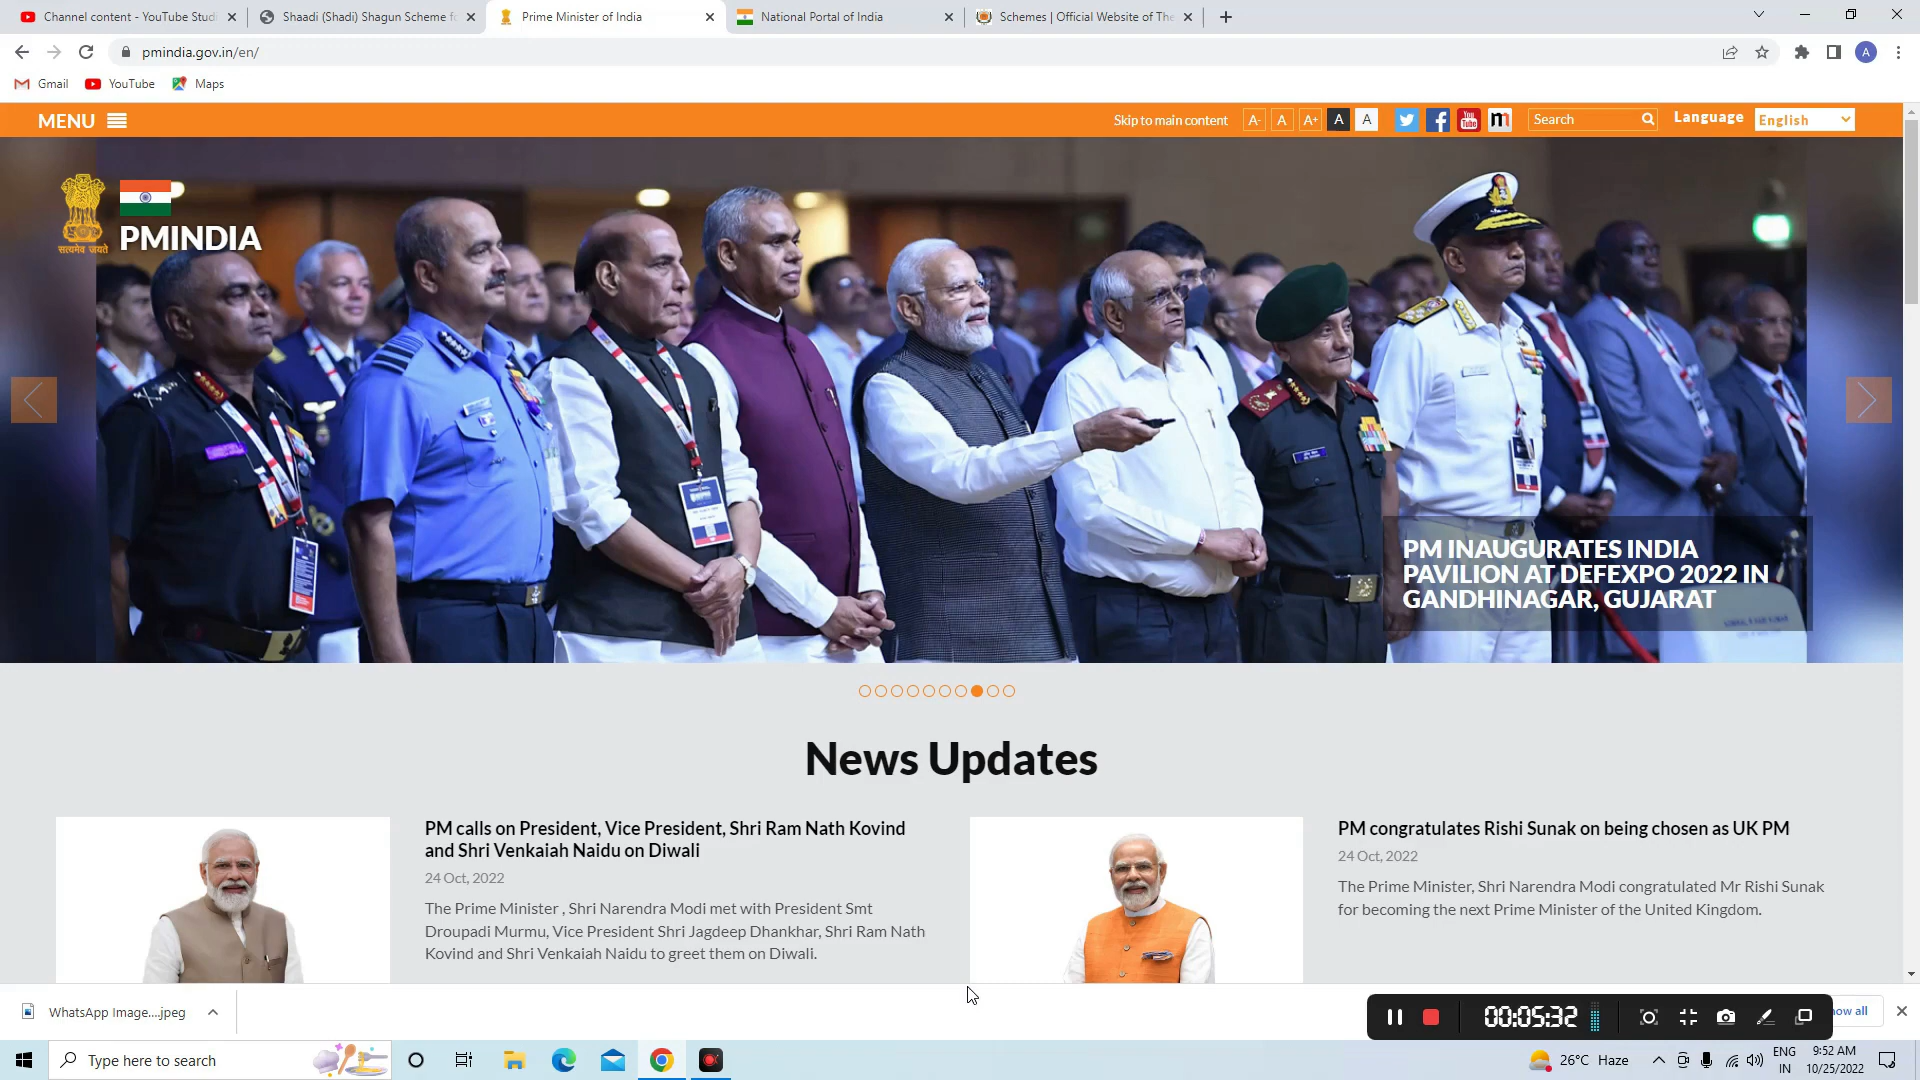 Channel content - YouTube Studi
Shaadi (Shadi) Shagun Scheme fo
Prime Minister of India
National Portal of India
Schemes | Official Website of The
pmindia.gov.in/en/
A
Gmail
YouTube
Maps
MENU
Skip to main content
A-
A
A+
A
A
You Tube
m
Search
Language
English
सत्यमेव जयते
PMINDIA
PM INAUGURATES INDIA
PAVILION AT DEFEXPO 2022 IN
GANDHINAGAR, GUJARAT
News Updates
PM calls on President, Vice President, Shri Ram Nath Kovind
and Shri Venkaiah Naidu on Diwali
24 Oct, 2022
The Prime Minister , Shri Narendra Modi met with President Smt
Droupadi Murmu, Vice President Shri Jagdeep Dhankhar, Shri Ram Nath
Kovind and Shri Venkaiah Naidu to greet them on Diwali.
PM congratulates Rishi Sunak on being chosen as UK PM
24 Oct, 2022
The Prime Minister, Shri Narendra Modi congratulated Mr Rishi Sunak
for becoming the next Prime Minister of the United Kingdom.
WhatsApp Image....jpeg
00:05:32
ow all
Type here to search
26°C Haze
ENG
IN
9:52 AM
10/25/2022